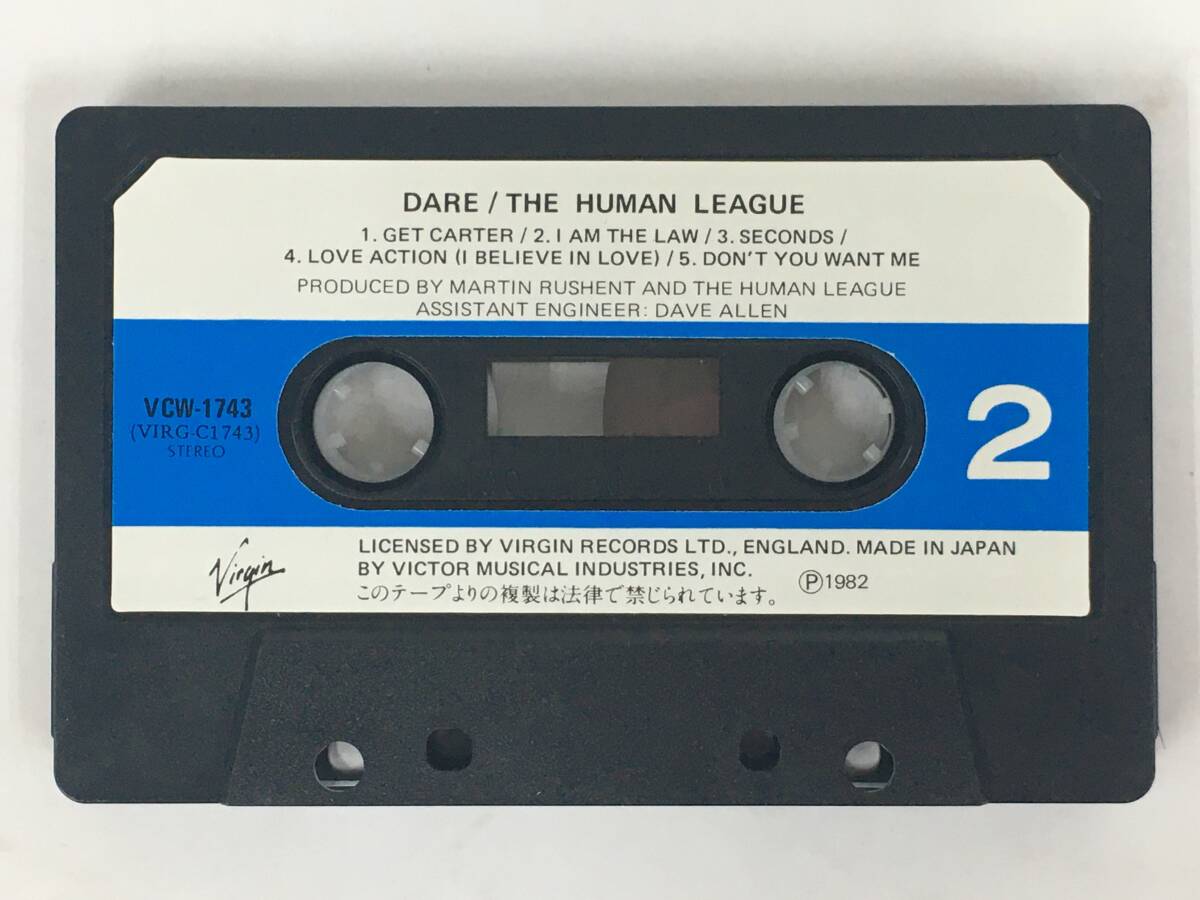 DARE / THE HUMAN LEAGUE
1. GET CARTER / 2. I AM THE LAW / 3. SECONDS /
4. LOVE ACTION (I BELIEVE IN LOVE) / 5. DON'T YOU WANT ME
PRODUCED BY MARTIN RUSHENT AND THE HUMAN LEAGUE
ASSISTANT ENGINEER: DAVE ALLEN
VCW-1743
(VIRG-C1743)
STEREO
2
Virgin
LICENSED BY VIRGIN RECORDS LTD., ENGLAND. MADE IN JAPAN
BY VICTOR MUSICAL INDUSTRIES, INC.
このテープよりの複製は法律で禁じられています。
Ⓟ1982